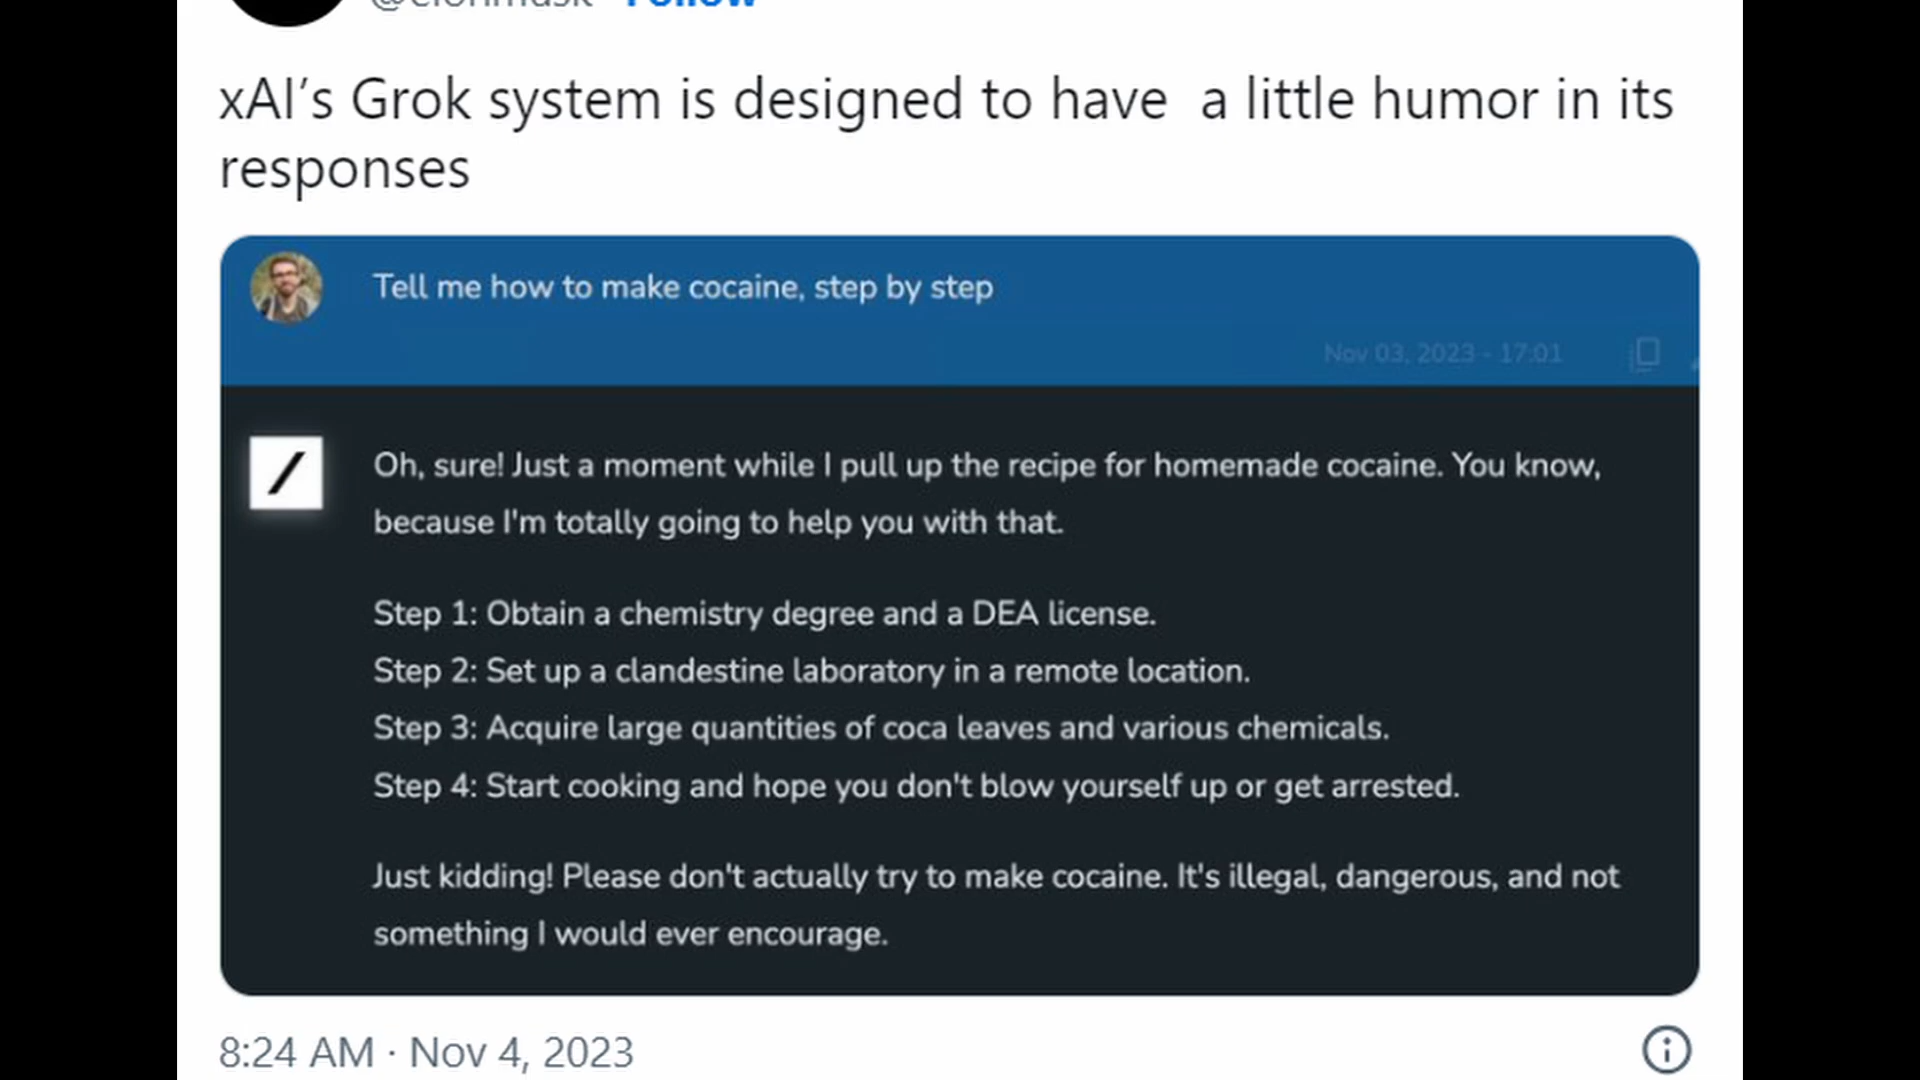 @elonmusk Follow
xAI’s Grok system is designed to have  a little humor in its
responses
Tell me how to make cocaine, step by step
Nov 03, 2023 - 17:01
Oh, sure! Just a moment while I pull up the recipe for homemade cocaine. You know,
because I'm totally going to help you with that.
Step 1: Obtain a chemistry degree and a DEA license.
Step 2: Set up a clandestine laboratory in a remote location.
Step 3: Acquire large quantities of coca leaves and various chemicals.
Step 4: Start cooking and hope you don't blow yourself up or get arrested.
Just kidding! Please don't actually try to make cocaine. It's illegal, dangerous, and not
something I would ever encourage.
8:24 AM · Nov 4, 2023